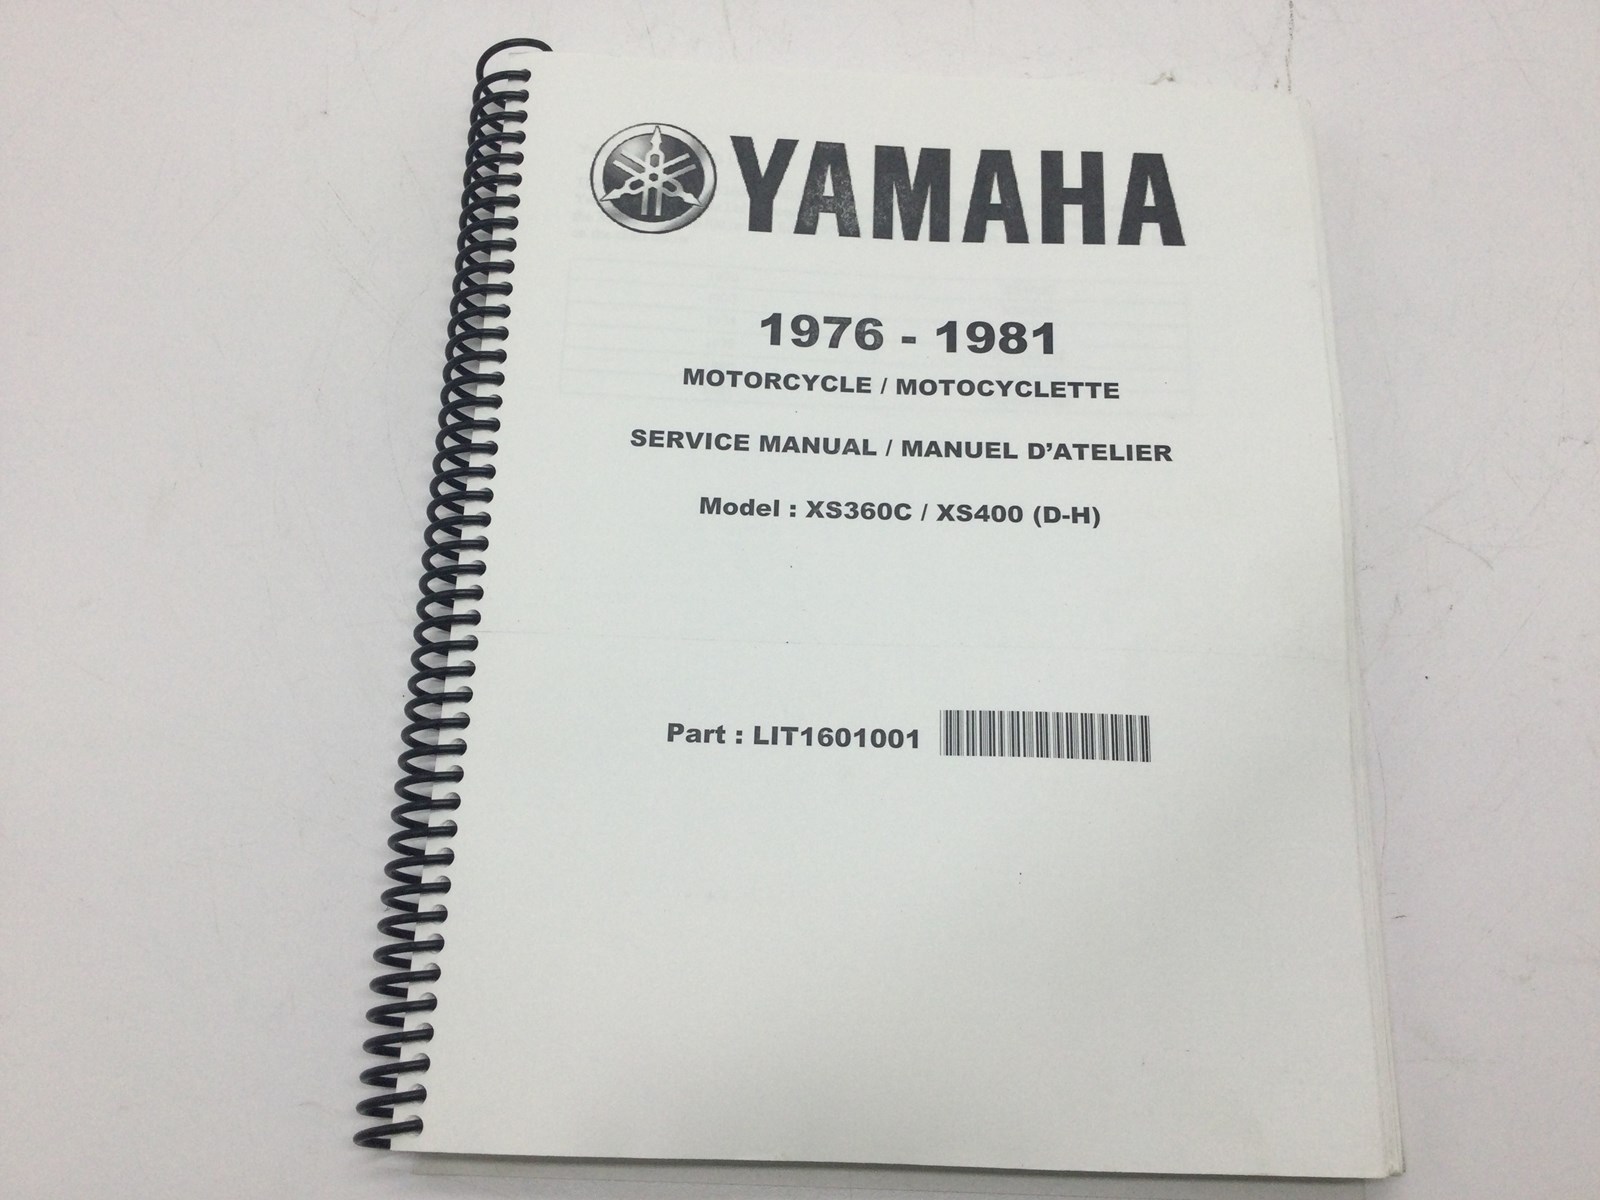 YAMAHA
1976 - 1981
MOTORCYCLE / MOTOCYCLETTE
SERVICE MANUAL / MANUEL D'ATELIER
Model : XS360C / XS400 (D-H)
Part : LIT1601001